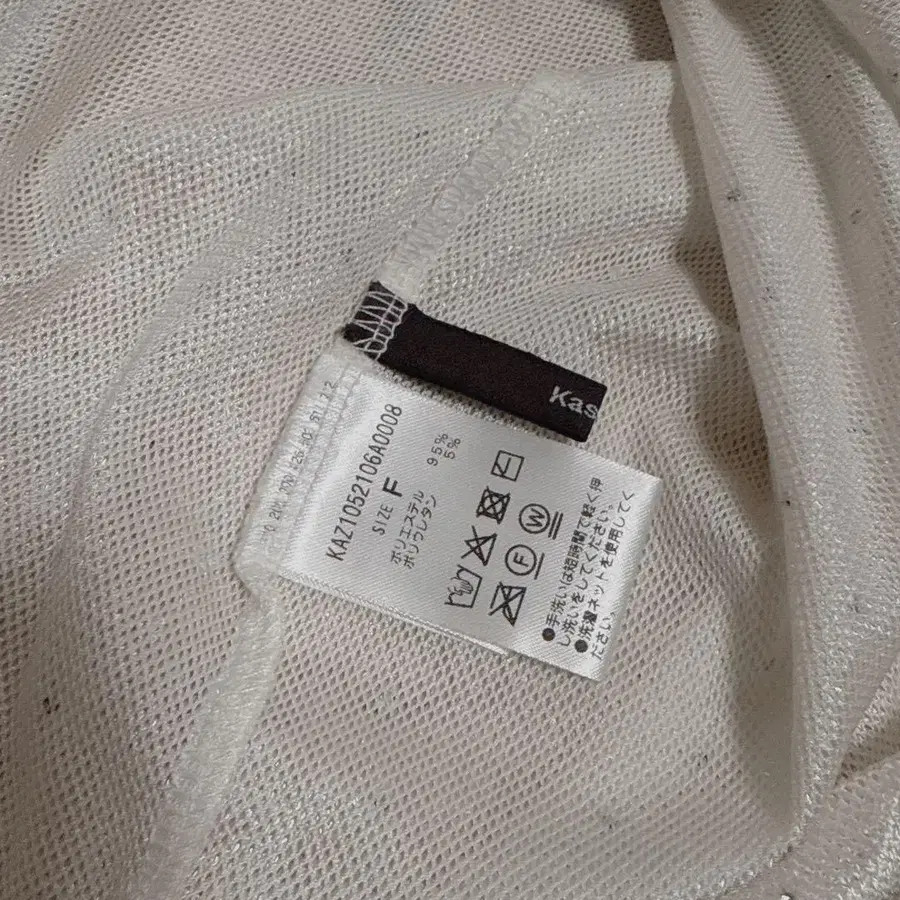 Kas
KAZ1052106A0008
SIZE F
ポリエステル 95%
ポリウレタン 5%
W
F
●手洗いは短時間で軽く押
し洗いをしてください。
●洗濯ネットを使用してく
ださい。